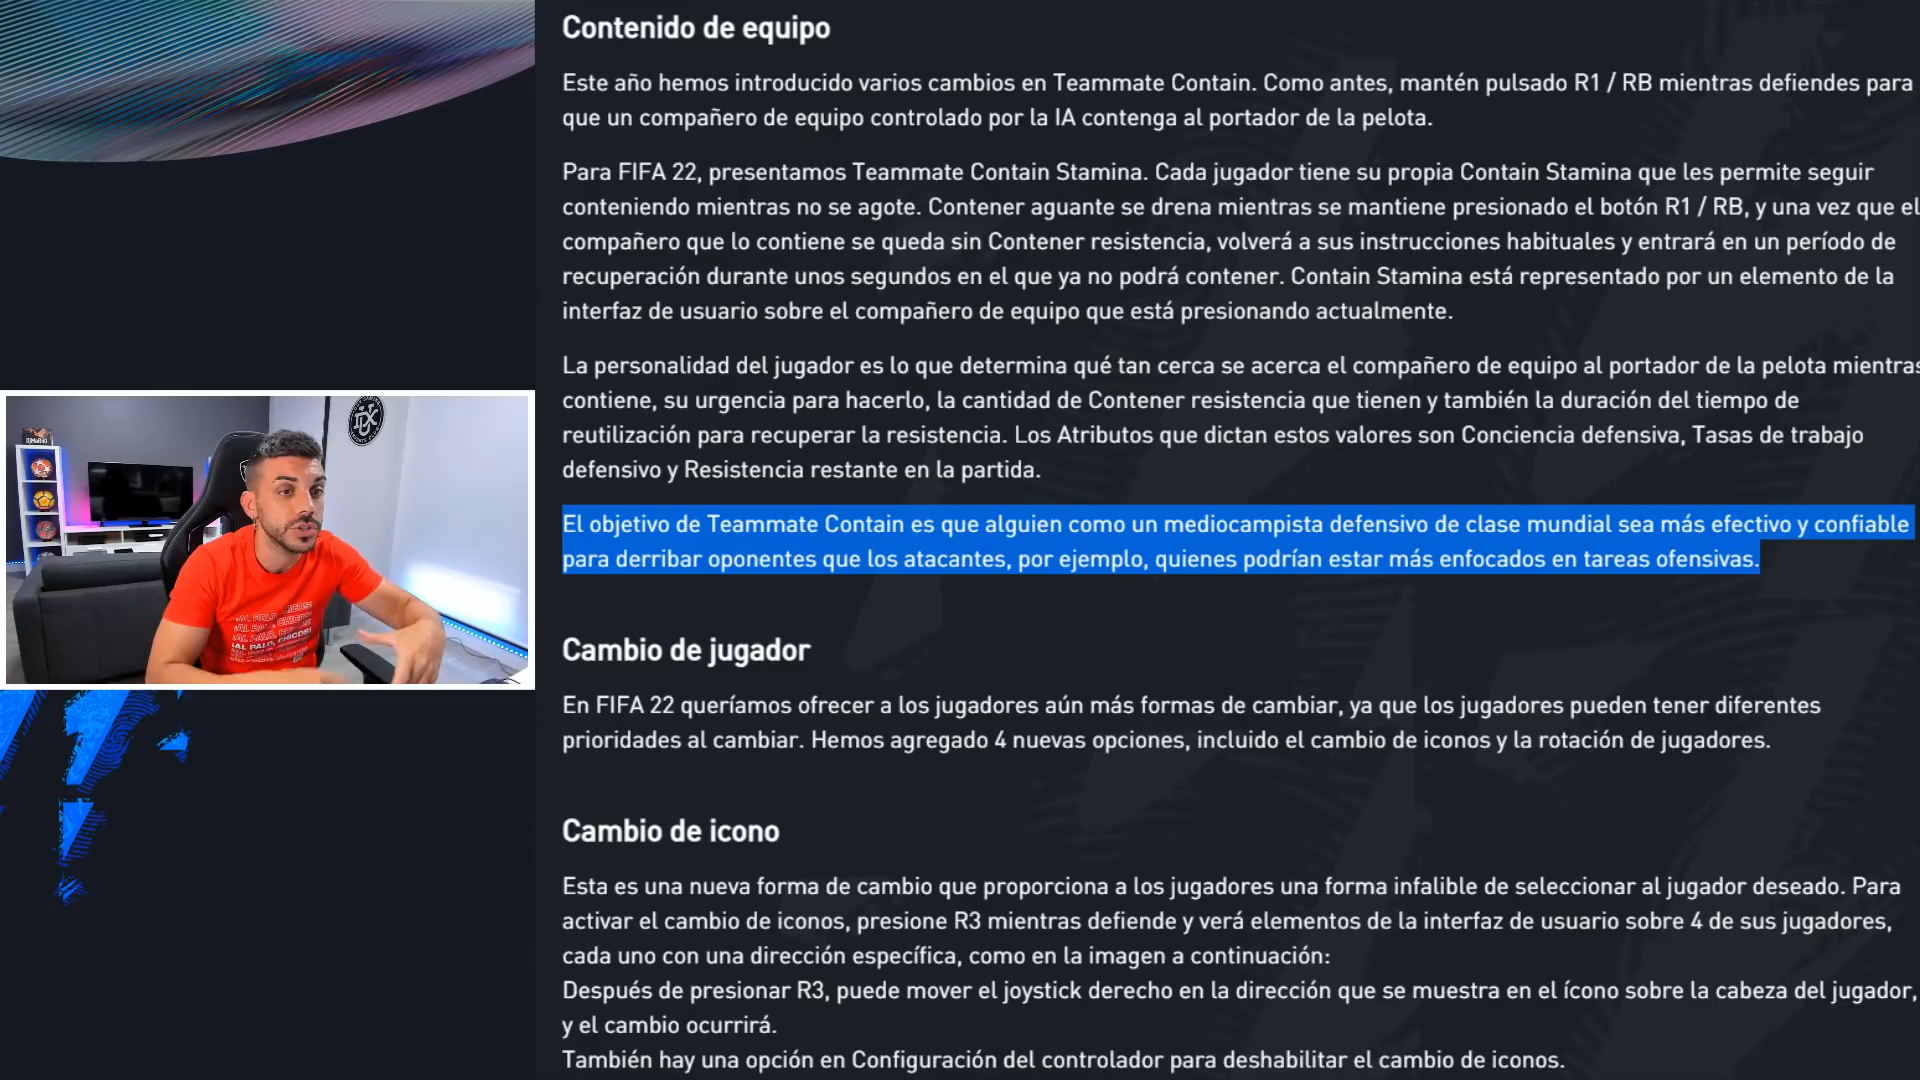 Contenido de equipo
Este año hemos introducido varios cambios en Teammate Contain. Como antes, mantén pulsado R1 / RB mientras defiendes para
que un compañero de equipo controlado por la IA contenga al portador de la pelota.
Para FIFA 22, presentamos Teammate Contain Stamina. Cada jugador tiene su propia Contain Stamina que les permite seguir
conteniendo mientras no se agote. Contener aguante se drena mientras se mantiene presionado el botón R1 / RB, y una vez que el
compañero que lo contiene se queda sin Contener resistencia, volverá a sus instrucciones habituales y entrará en un período de
recuperación durante unos segundos en el que ya no podrá contener. Contain Stamina está representado por un elemento de la
interfaz de usuario sobre el compañero de equipo que está presionando actualmente.
La personalidad del jugador es lo que determina qué tan cerca se acerca el compañero de equipo al portador de la pelota mientras
contiene, su urgencia para hacerlo, la cantidad de Contener resistencia que tienen y también la duración del tiempo de
reutilización para recuperar la resistencia. Los Atributos que dictan estos valores son Conciencia defensiva, Tasas de trabajo
defensivo y Resistencia restante en la partida.
El objetivo de Teammate Contain es que alguien como un mediocampista defensivo de clase mundial sea más efectivo y confiable
para derribar oponentes que los atacantes, por ejemplo, quienes podrían estar más enfocados en tareas ofensivas.
Cambio de jugador
En FIFA 22 queríamos ofrecer a los jugadores aún más formas de cambiar, ya que los jugadores pueden tener diferentes
prioridades al cambiar. Hemos agregado 4 nuevas opciones, incluido el cambio de iconos y la rotación de jugadores.
Cambio de icono
Esta es una nueva forma de cambio que proporciona a los jugadores una forma infalible de seleccionar al jugador deseado. Para
activar el cambio de iconos, presione R3 mientras defiende y verá elementos de la interfaz de usuario sobre 4 de sus jugadores,
cada uno con una dirección específica, como en la imagen a continuación:
Después de presionar R3, puede mover el joystick derecho en la dirección que se muestra en el ícono sobre la cabeza del jugador,
y el cambio ocurrirá.
También hay una opción en Configuración del controlador para deshabilitar el cambio de iconos.
DJMARIIO
¡AL PALO, CHICOS!